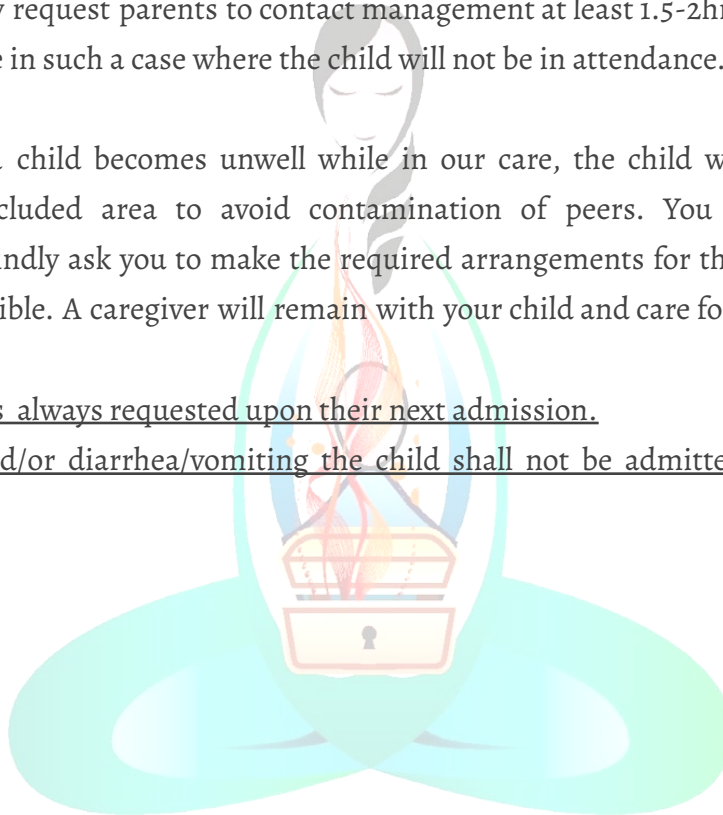 request parents to contact management at least 1.5-2h
in such a case where the child will not be in attendance.
child becomes unwell while in our care, the child w
cluded area to avoid contamination of peers. You
ndly ask you to make the required arrangements for th
ible. A caregiver will remain with your child and care fo
s always requested upon their next admission.
d/or diarrhea/vomiting the child shall not be admitte